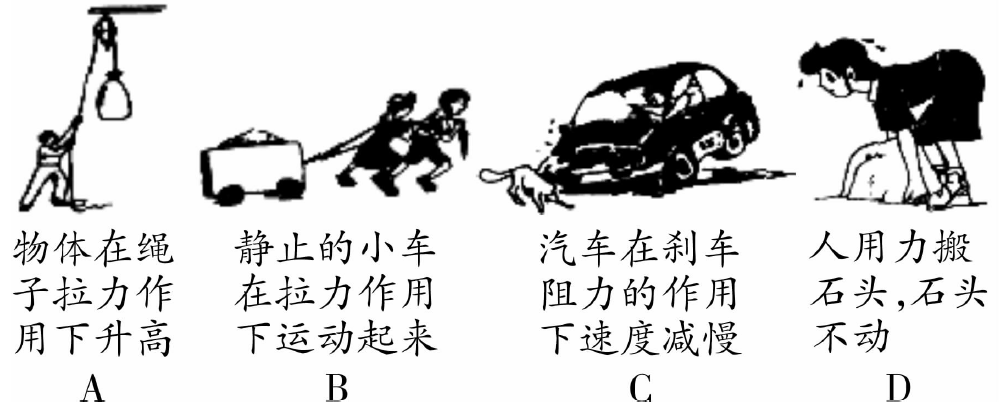 物体在绳
子拉力作
用下升高
A
静止的小车
在拉力作用
下运动起来
B
汽车在刹车
阻力的作用
下速度减慢
C
人用力搬
石头,石头
不动
D